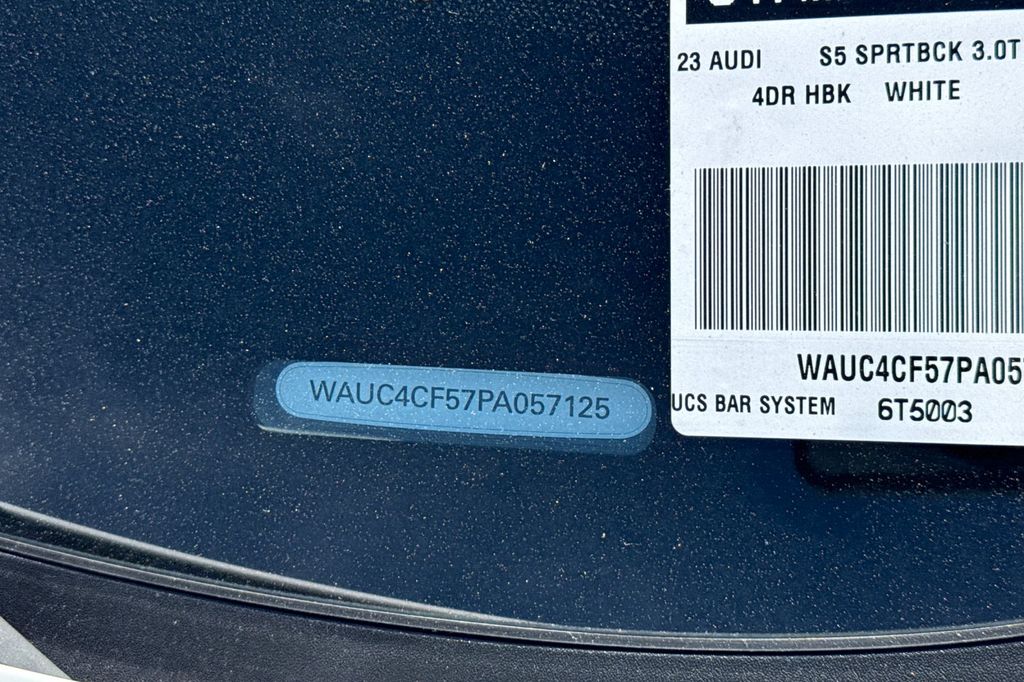 23 AUDI S5 SPRTBCK 3.0T
4DR HBK WHITE
WAUC4CF57PA057125
WAUC4CF57PA05
UCS BAR SYSTEM 6T5003